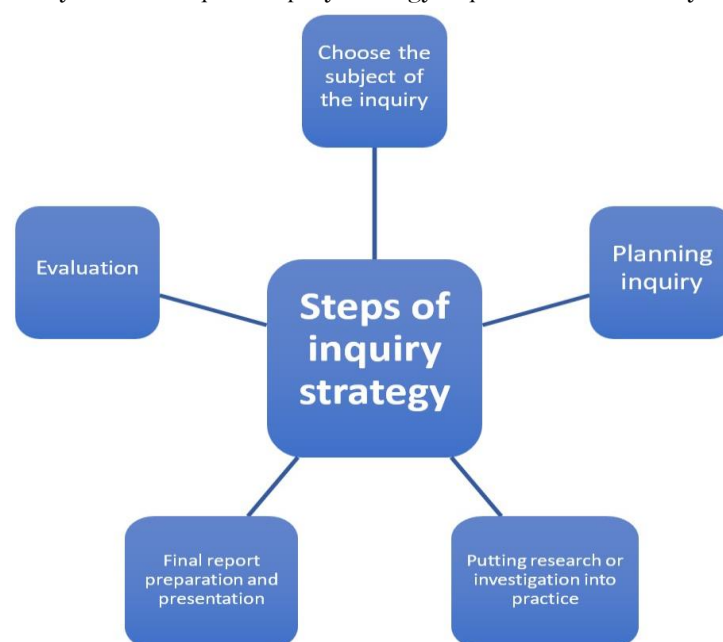 Choose the
subject of
the inquiry
Planning
inquiry
Putting research or
investigation into
practice
Final report
preparation and
presentation
Evaluation
Steps of
inquiry
strategy